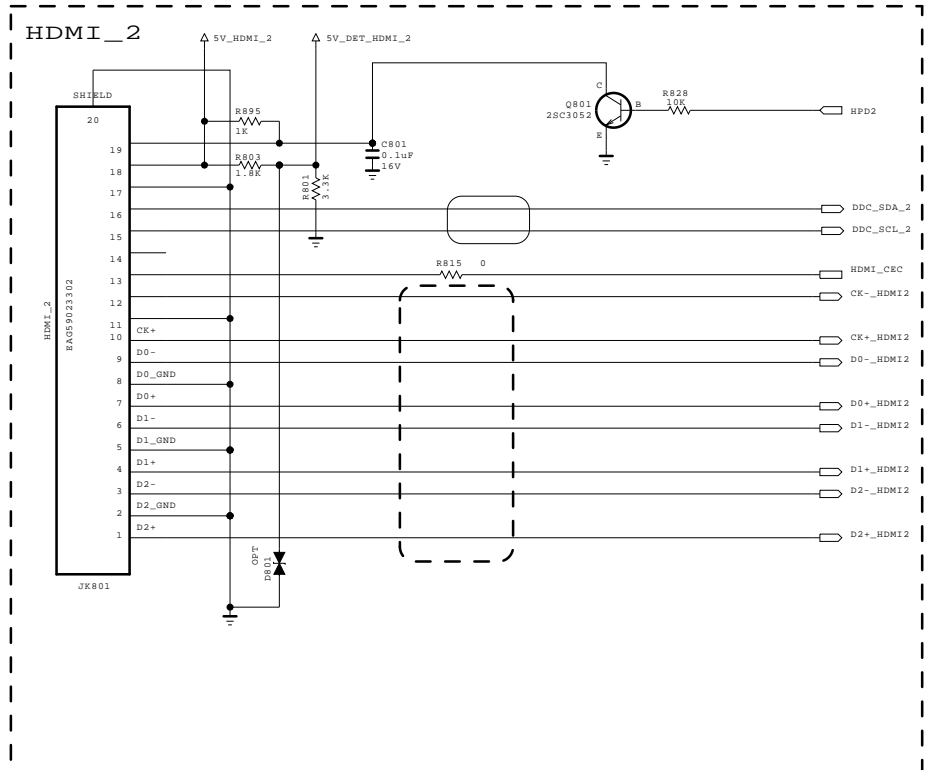 HDMI_2
5V_HDMI_2
5V_DET_HDMI_2
SHIELD
20
R895
1K
C
Q801
2SC3052
B
E
R828
10K
HPD2
19
C801
0.1uF
16V
R803
1.8K
18
R801
3.3K
17
16
DDC_SDA_2
15
DDC_SCL_2
14
R815
0
13
HDMI_CEC
12
CK-_HDMI2
HDMI_2
EAG59023302
11
CK+
10
CK+_HDMI2
D0-
9
D0-_HDMI2
D0_GND
8
D0+
7
D0+_HDMI2
D1-
6
D1-_HDMI2
D1_GND
5
D1+
4
D1+_HDMI2
D2-
3
D2-_HDMI2
D2_GND
2
D2+
1
D2+_HDMI2
OPT
D801
JK801